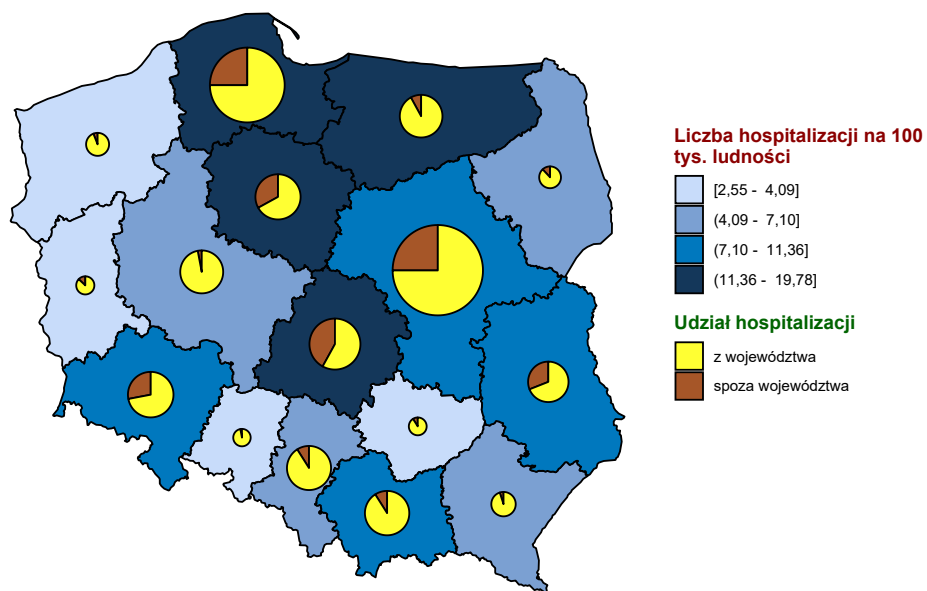 Liczba hospitalizacji na 100
tys. ludności
[2,55 - 4,09]
(4,09 - 7,10]
(7,10 - 11,36]
(11,36 - 19,78]
Udział hospitalizacji
z województwa
spoza województwa